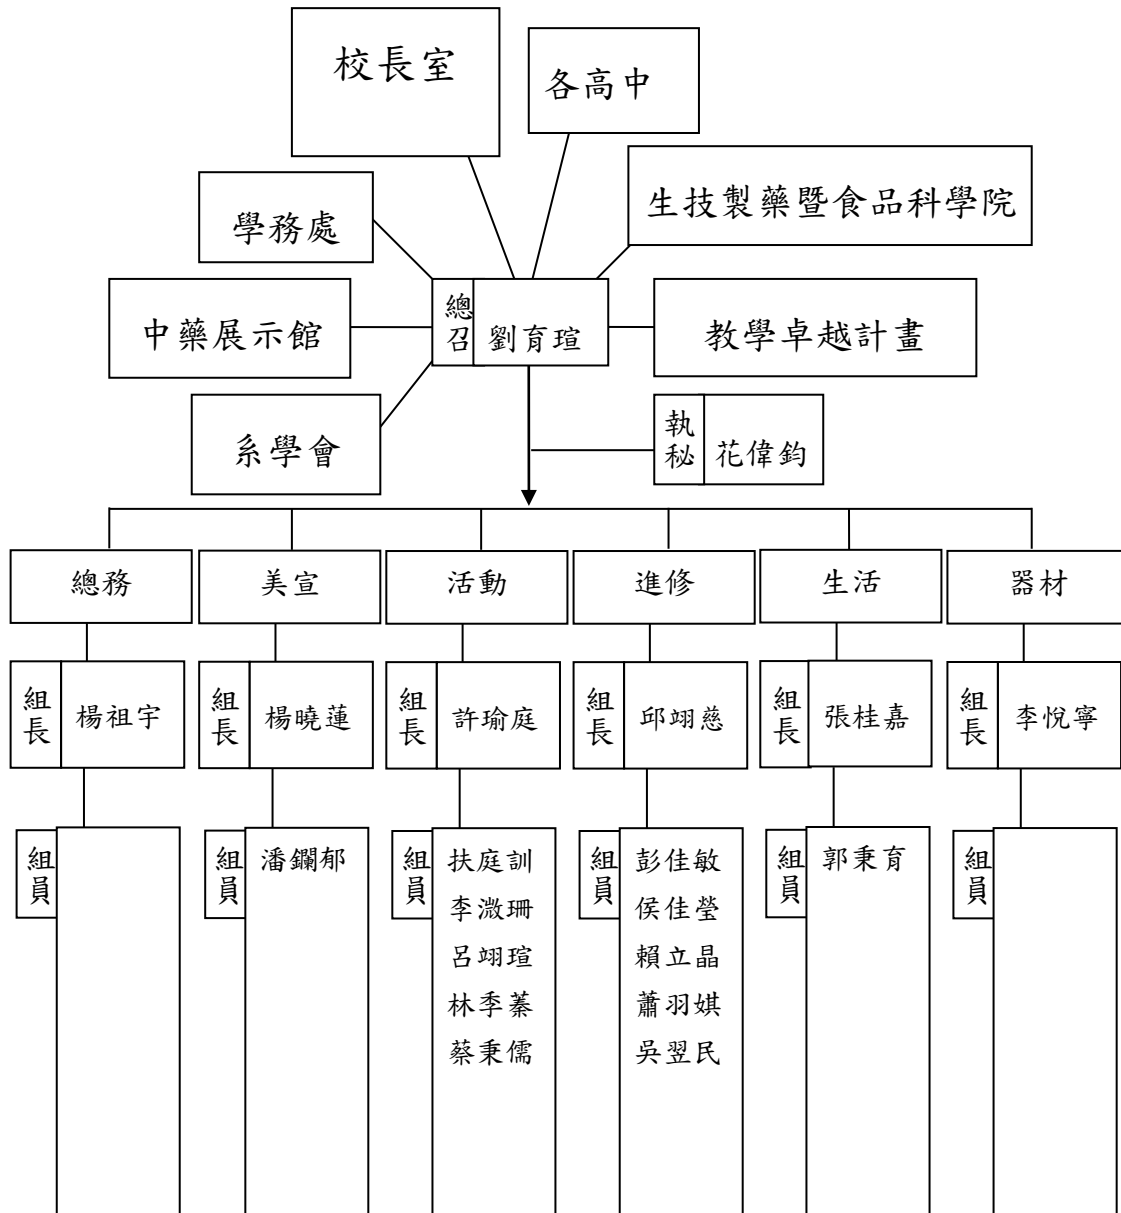 校長室
各高中
生技製藥暨食品科學院
學務處
中藥展示館
總召
劉育瑄
教學卓越計畫
系學會
執秘
花偉鈞
總務
美宣
活動
進修
生活
器材
組長
楊祖宇
組長
楊曉蓮
組長
許瑜庭
組長
邱翊慈
組長
張桂嘉
組長
李悅寧
組員
組員
潘钄郁
組員
扶庭訓
李溦珊
呂翊瑄
林季蓁
蔡秉儒
組員
彭佳敏
侯佳瑩
賴立晶
蕭羽娸
吳翌民
組員
郭秉育
組員